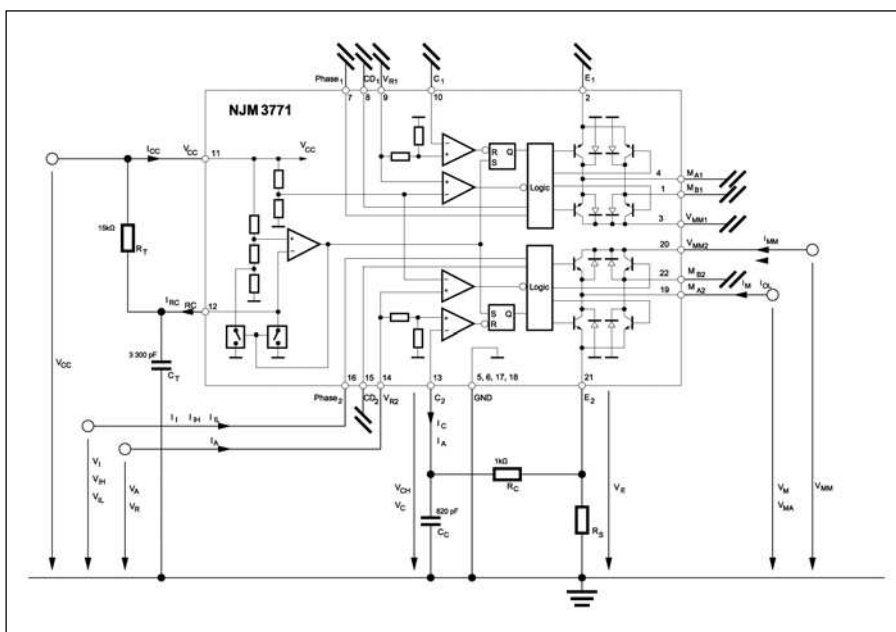 Phase1 CD1 VR1 C1 E1
7 8 9 10 2
NJM 3771
ICC VCC 11 VCC
R S Q
Logic
4 MA1
1 MB1
3 VMM1
15kΩ
RT
20 VMM2 IMM
22 MB2 IM IOL
19 MA2
Logic
S R Q
IRC RC 12
3 300 pF
CT
VCC
16 15 14 13 5, 6, 17, 18 21
Phase2 CD2 VR2 C2 GND E2
II IIH IIL
IA
IC
IA
VI
VIH
VIL
VA
VR
VCH
VC
1kΩ
RC
820 pF
CC
RS
VE
VM
VMA
VMM
+ −
+ −
+ −
+ −
+ −